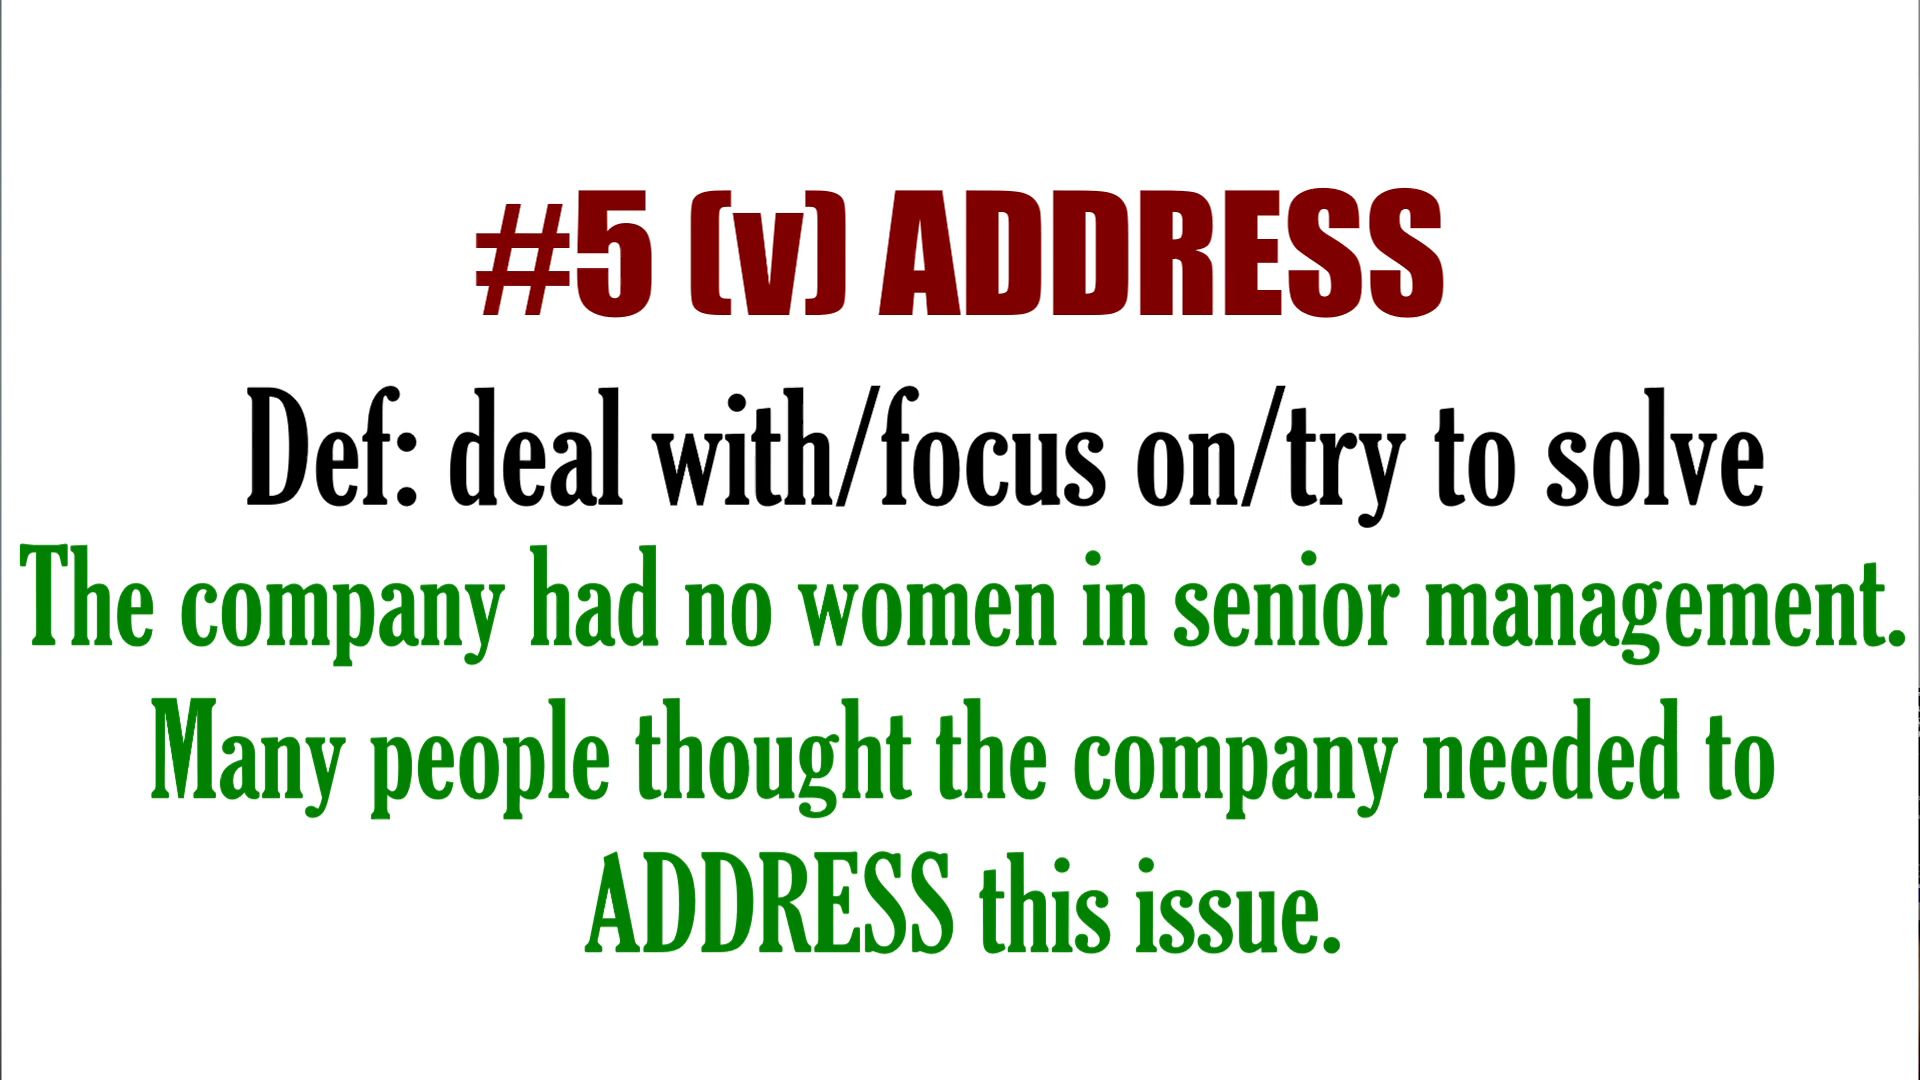 #5 (v) ADDRESS
Def: deal with/focus on/try to solve
The company had no women in senior management.
Many people thought the company needed to
ADDRESS this issue.